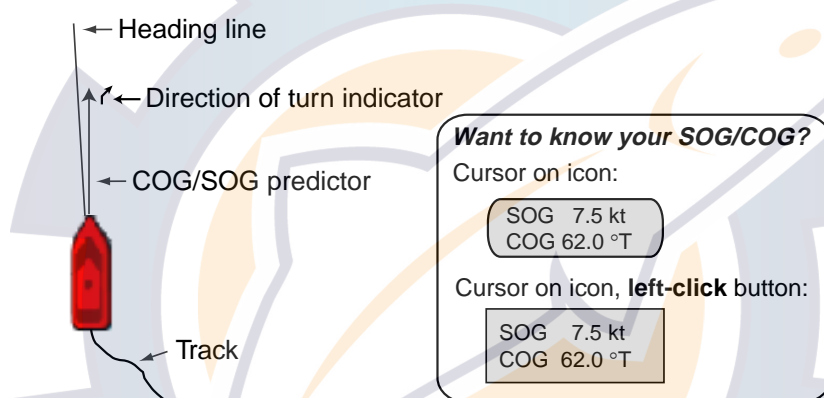 Heading line
Direction of turn indicator
COG/SOG predictor
Track
Want to know your SOG/COG?
Cursor on icon:
SOG 7.5 kt
COG 62.0 °T
Cursor on icon, left-click button:
SOG 7.5 kt
COG 62.0 °T